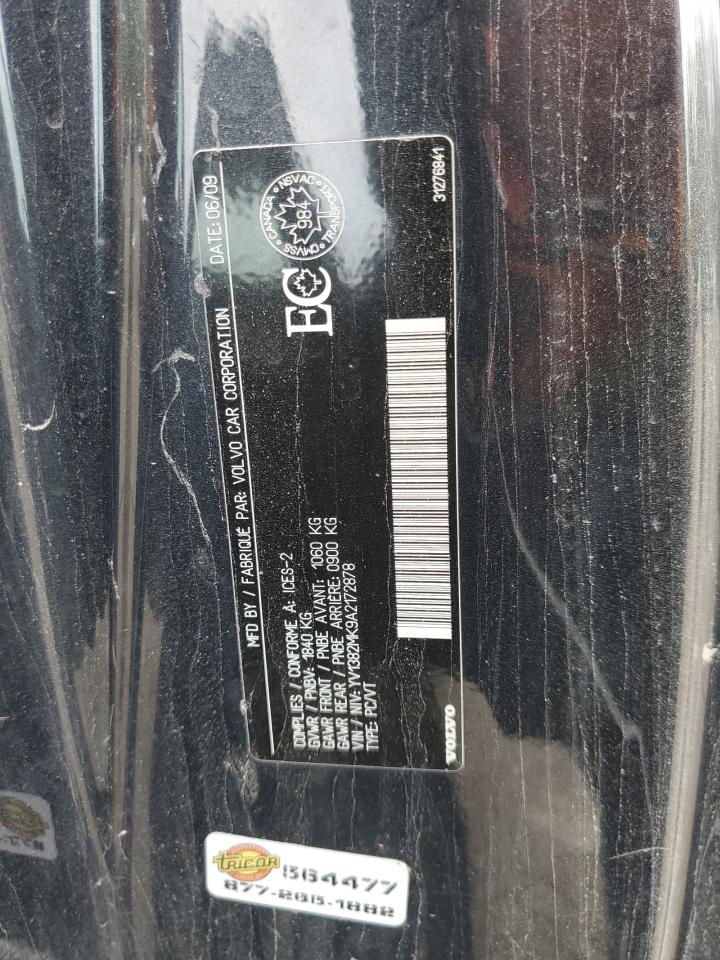 MFD BY / FABRIQUÉ PAR: VOLVO CAR CORPORATION DATE: 06/09
COMPLIES / CONFORME A: ICES-2
GVWR / PNBV: 1840 KG
GAWR FRONT / PNBE AVANT: 1060 KG
GAWR REAR / PNBE ARRIÈRE: 0900 KG
VIN / NIV: YV1382MK9A2172878
TYPE: PC/VT
EC
CANADA • NSVAC • TRANSPORT • CMVSS •
984
VOLVO
31276841
TRICOR 564477
877-265-1882